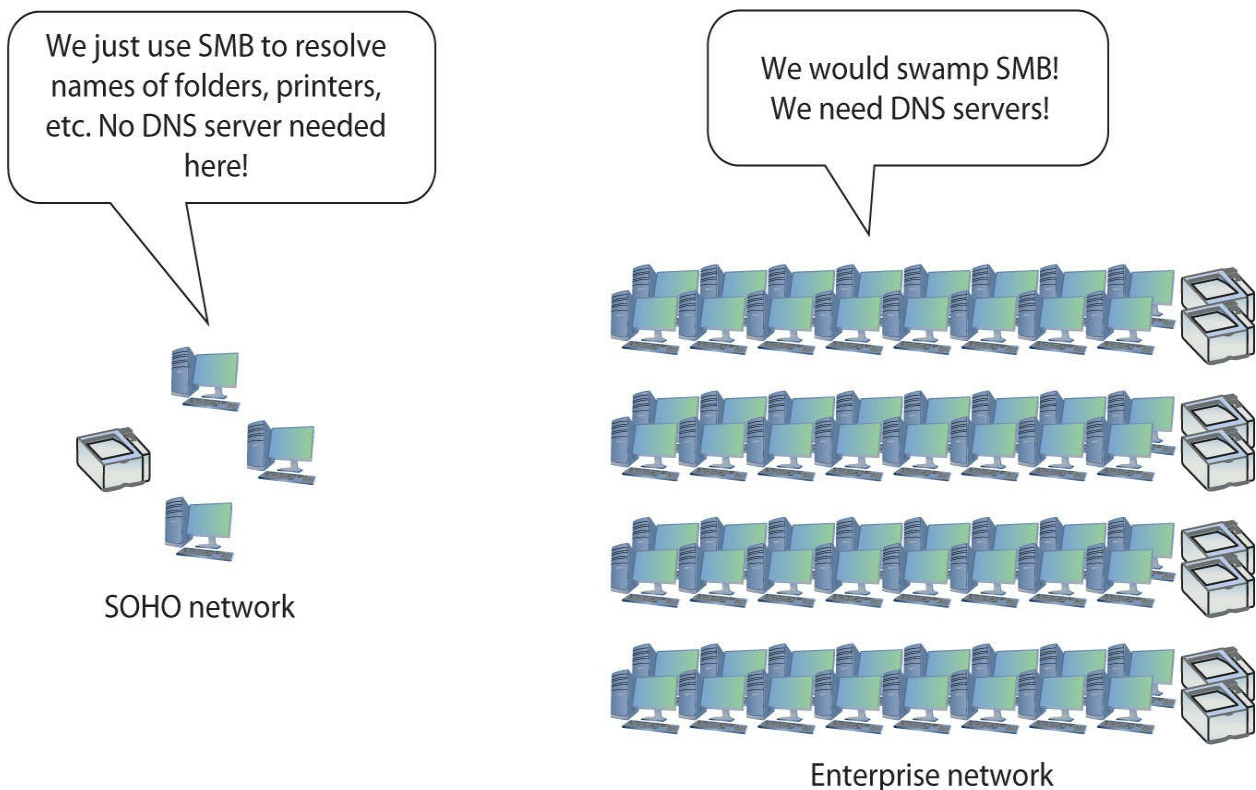 We just use SMB to resolve
names of folders, printers,
etc. No DNS server needed
here!
We would swamp SMB!
We need DNS servers!
SOHO network
Enterprise network